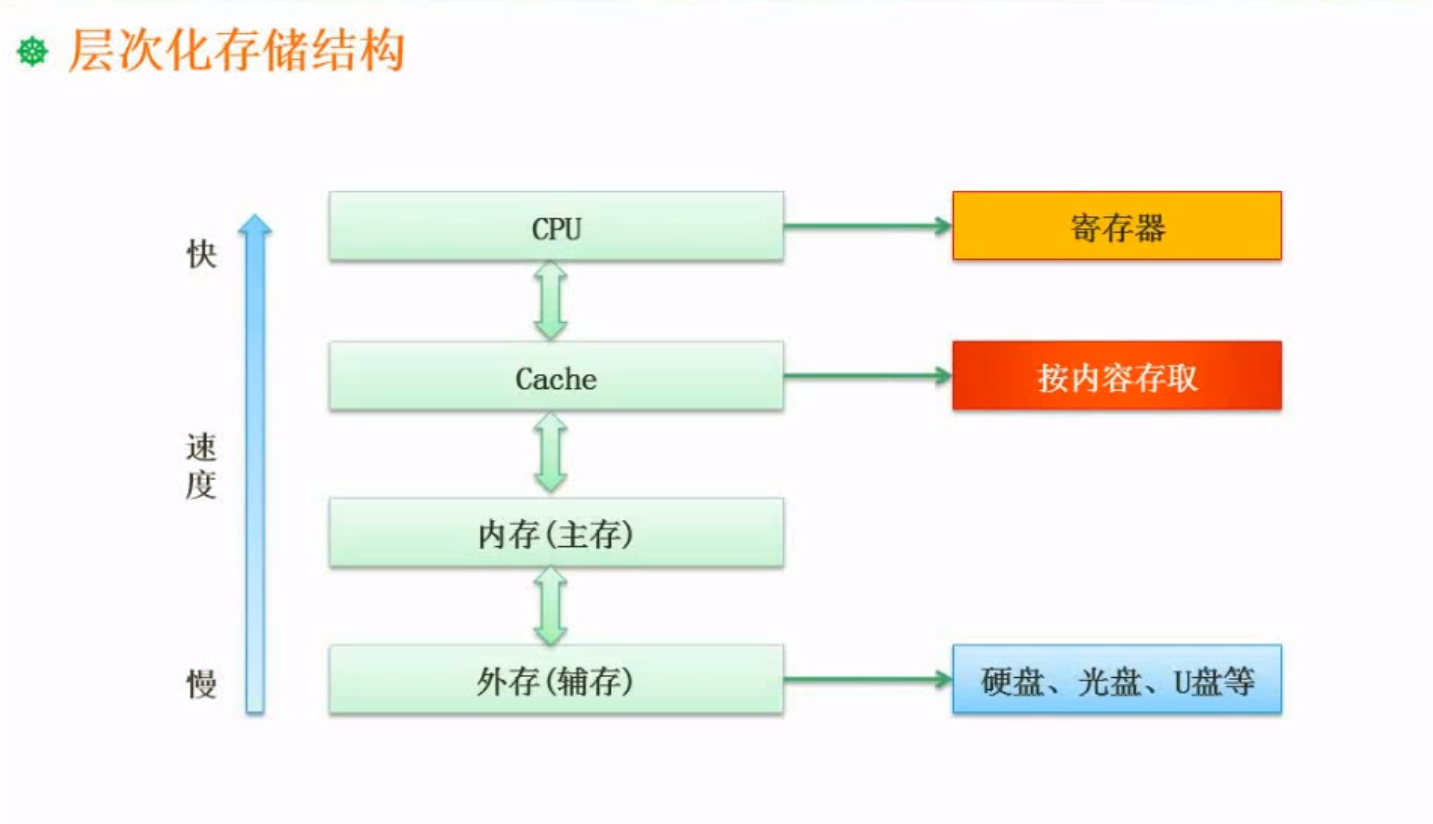 层次化存储结构
快
CPU
寄存器
Cache
按内容存取
速度
内存(主存)
慢
外存(辅存)
硬盘、光盘、U盘等